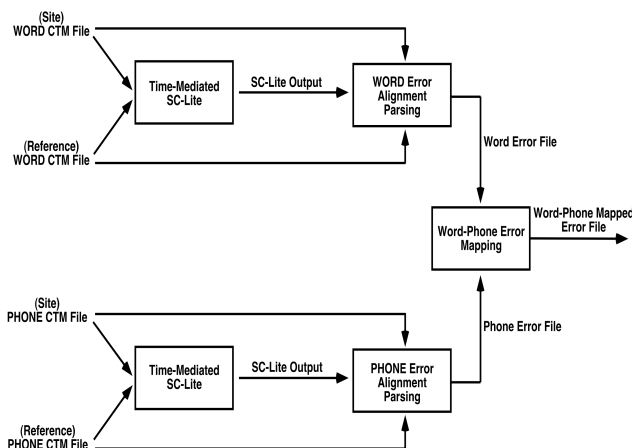 (Site)
WORD CTM File
Time-Mediated
SC-Lite
SC-Lite Output
WORD Error
Alignment
Parsing
(Reference)
WORD CTM File
Word Error File
Word-Phone Error
Mapping
Word-Phone Mapped
Error File
(Site)
PHONE CTM File
Phone Error File
Time-Mediated
SC-Lite
SC-Lite Output
PHONE Error
Alignment
Parsing
(Reference)
PHONE CTM File